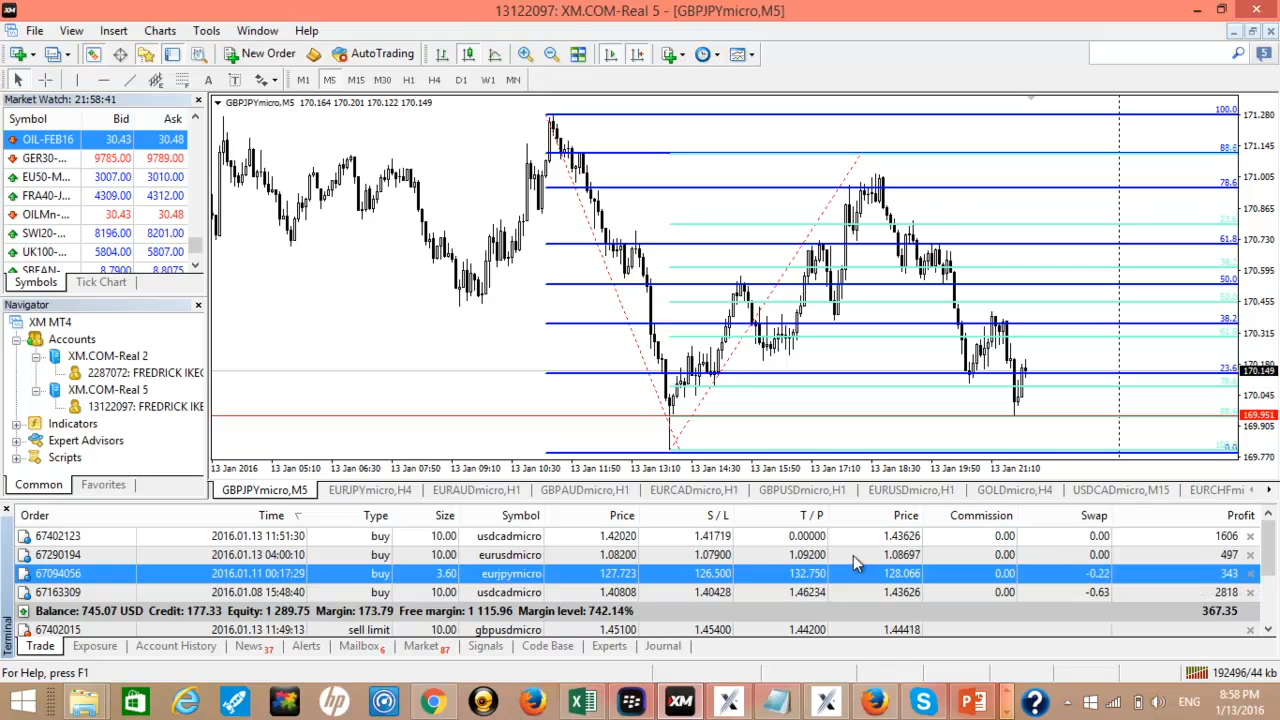 13122097: XM.COM-Real 5 - [GBPJPYmicro,M5]
File View Insert Charts Tools Window Help
New Order AutoTrading 5
A T M1 M5 M15 M30 H1 H4 D1 W1 MN
Market Watch: 21:58:41
Symbol Bid Ask
OIL-FEB16 30.43 30.48
GER30-... 9785.00 9789.00
EU50-M... 3007.00 3010.00
FRA40-J... 4309.00 4312.00
OILMn-... 30.43 30.48
SWI20-... 8196.00 8201.00
UK100-... 5804.00 5807.00
SBEAN-... 8.7900 8.8075
Symbols Tick Chart
Navigator
XM MT4
Accounts
XM.COM-Real 2
2287072: FREDRICK IKEC
XM.COM-Real 5
13122097: FREDRICK IKE
Indicators
Expert Advisors
Scripts
Common Favorites
GBPJPYmicro,M5 170.164 170.201 170.122 170.149
100.0
88.6
78.6
61.8
50.0
38.2
23.6
0.0
171.280
171.145
171.005
170.865
170.730
170.595
170.455
170.315
170.180
170.149
170.045
169.951
169.905
169.770
13 Jan 2016 13 Jan 05:10 13 Jan 06:30 13 Jan 07:50 13 Jan 09:10 13 Jan 10:30 13 Jan 11:50 13 Jan 13:10 13 Jan 14:30 13 Jan 15:50 13 Jan 17:10 13 Jan 18:30 13 Jan 19:50 13 Jan 21:10
GBPJPYmicro,M5 EURJPYmicro,H4 EURAUDmicro,H1 GBPAUDmicro,H1 EURCADmicro,H1 GBPUSDmicro,H1 EURUSDmicro,H1 GOLDmicro,H4 USDCADmicro,M15 EURCHFmi
Order Time Type Size Symbol Price S / L T / P Price Commission Swap Profit
67402123 2016.01.13 11:51:30 buy 10.00 usdcadmicro 1.42020 1.41719 0.00000 1.43626 0.00 0.00 1606
67290194 2016.01.13 04:00:10 buy 10.00 eurusdmicro 1.08200 1.07900 1.09200 1.08697 0.00 0.00 497
67094056 2016.01.11 00:17:29 buy 3.60 eurjpymicro 127.723 126.500 132.750 128.066 0.00 -0.22 343
67163309 2016.01.08 15:48:40 buy 10.00 usdcadmicro 1.40808 1.40428 1.46234 1.43626 0.00 -0.63 2818
Balance: 745.07 USD Credit: 177.33 Equity: 1 289.75 Margin: 173.79 Free margin: 1 115.96 Margin level: 742.14% 367.35
67402015 2016.01.13 11:49:13 sell limit 10.00 gbpusdmicro 1.45100 1.45400 1.44200 1.44418
Terminal
Trade Exposure Account History News 37 Alerts Mailbox 6 Market 87 Signals Code Base Experts Journal
For Help, press F1 192496/44 kb
hp XM ENG 8:58 PM
1/13/2016